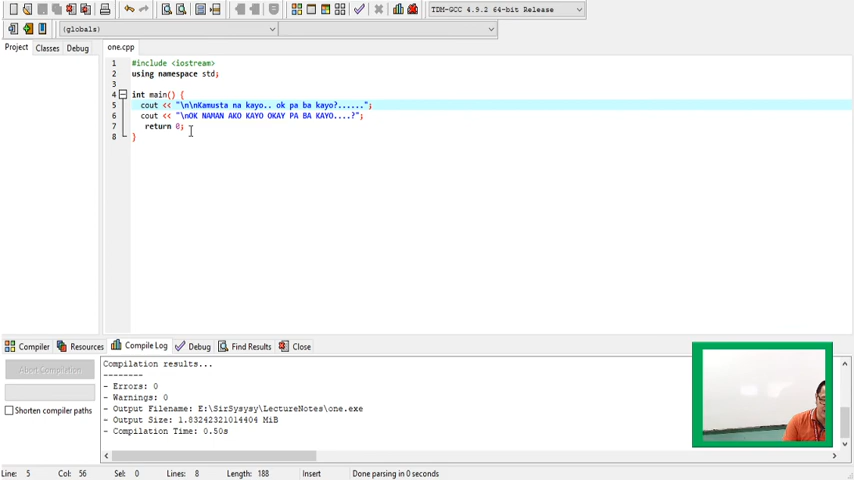 TDM-GCC 4.9.2 64-bit Release
(globals)
Project Classes Debug one.cpp
1 #include <iostream>
2 using namespace std;
3
4 int main() {
5 cout << "\n\nKamusta na kayo.. ok pa ba kayo?......";
6 cout << "\nOK NAMAN AKO KAYO OKAY PA BA KAYO....?";
7 return 0;
8 }
Compiler Resources Compile Log Debug Find Results Close
Abort Compilation
Shorten compiler paths
Compilation results...
--------
- Errors: 0
- Warnings: 0
- Output Filename: E:\SirSysysy\LectureNotes\one.exe
- Output Size: 1.83242321014404 MiB
- Compilation Time: 0.50s
Line: 5 Col: 56 Sel: 0 Lines: 8 Length: 188 Insert Done parsing in 0 seconds